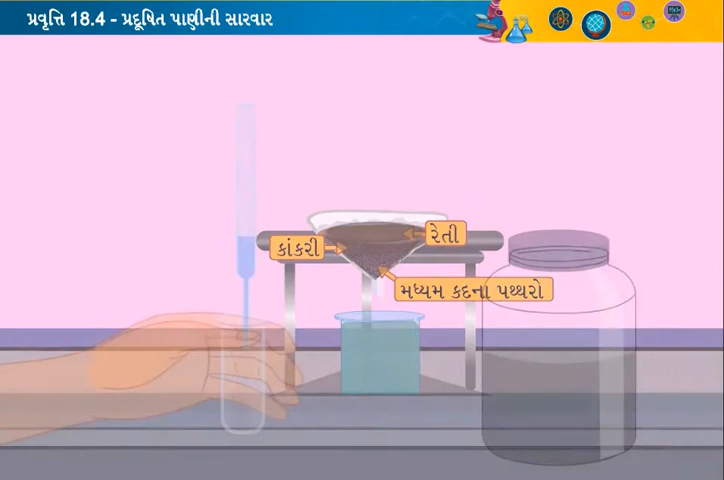 પ્રવૃત્તિ 18.4 - પ્રદૂષિત પાણીની સારવાર
રેતી
કાંકરી
મધ્યમ કદના પથ્થરો